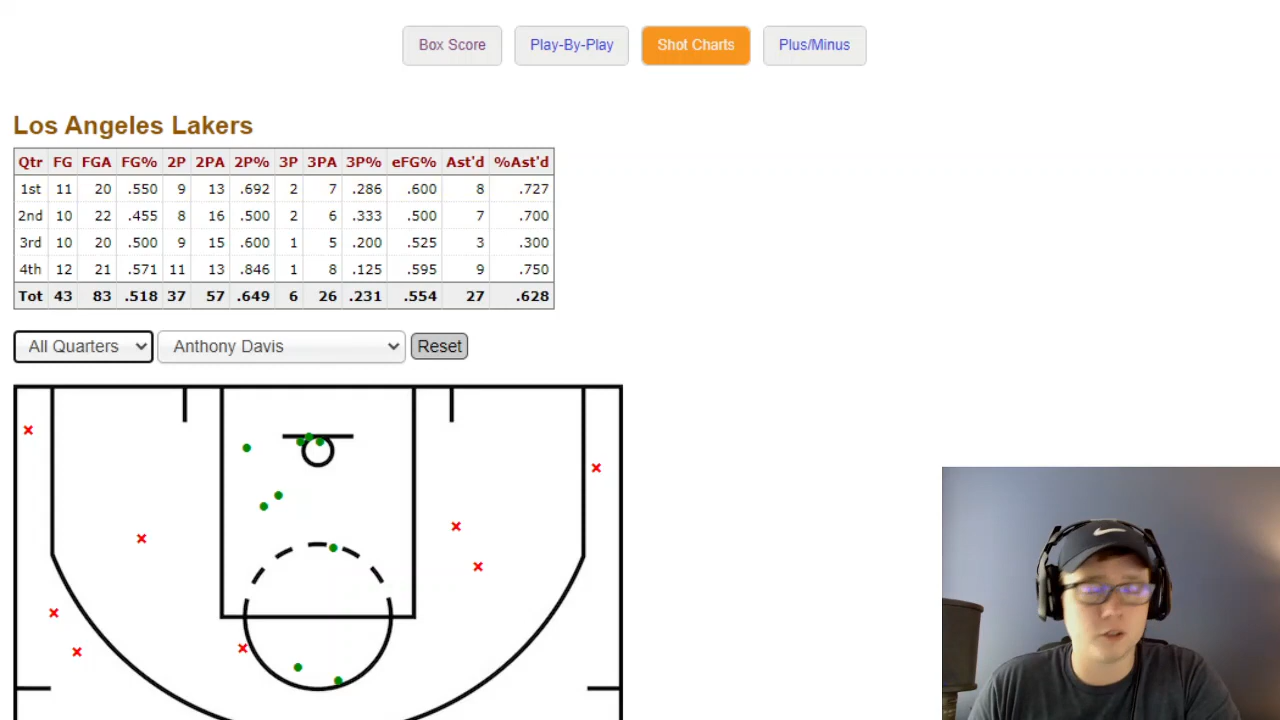 Box Score Play-By-Play Shot Charts Plus/Minus
Los Angeles Lakers
Qtr FG FGA FG% 2P 2PA 2P% 3P 3PA 3P% eFG% Ast'd %Ast'd
1st 11 20 .550 9 13 .692 2 7 .286 .600 8 .727
2nd 10 22 .455 8 16 .500 2 6 .333 .500 7 .700
3rd 10 20 .500 9 15 .600 1 5 .200 .525 3 .300
4th 12 21 .571 11 13 .846 1 8 .125 .595 9 .750
Tot 43 83 .518 37 57 .649 6 26 .231 .554 27 .628
All Quarters Anthony Davis Reset